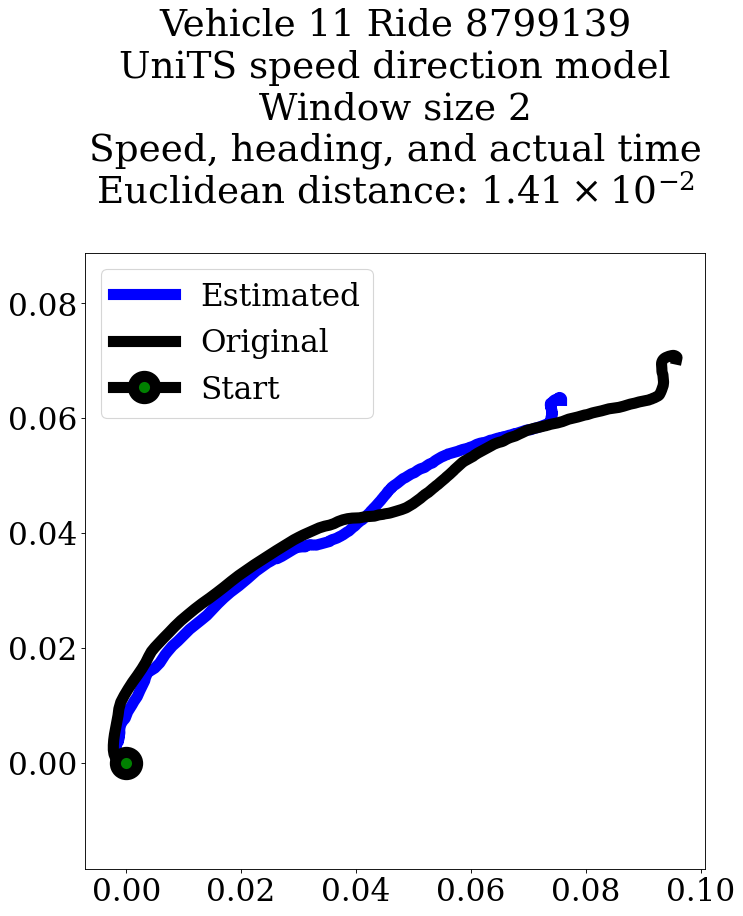 Vehicle 11 Ride 8799139
UniTS speed direction model
Window size 2
Speed, heading, and actual time
Euclidean distance: 1.41 × 10⁻²
Estimated
Original
Start
0.08
0.06
0.04
0.02
0.00
0.00 0.02 0.04 0.06 0.08 0.10